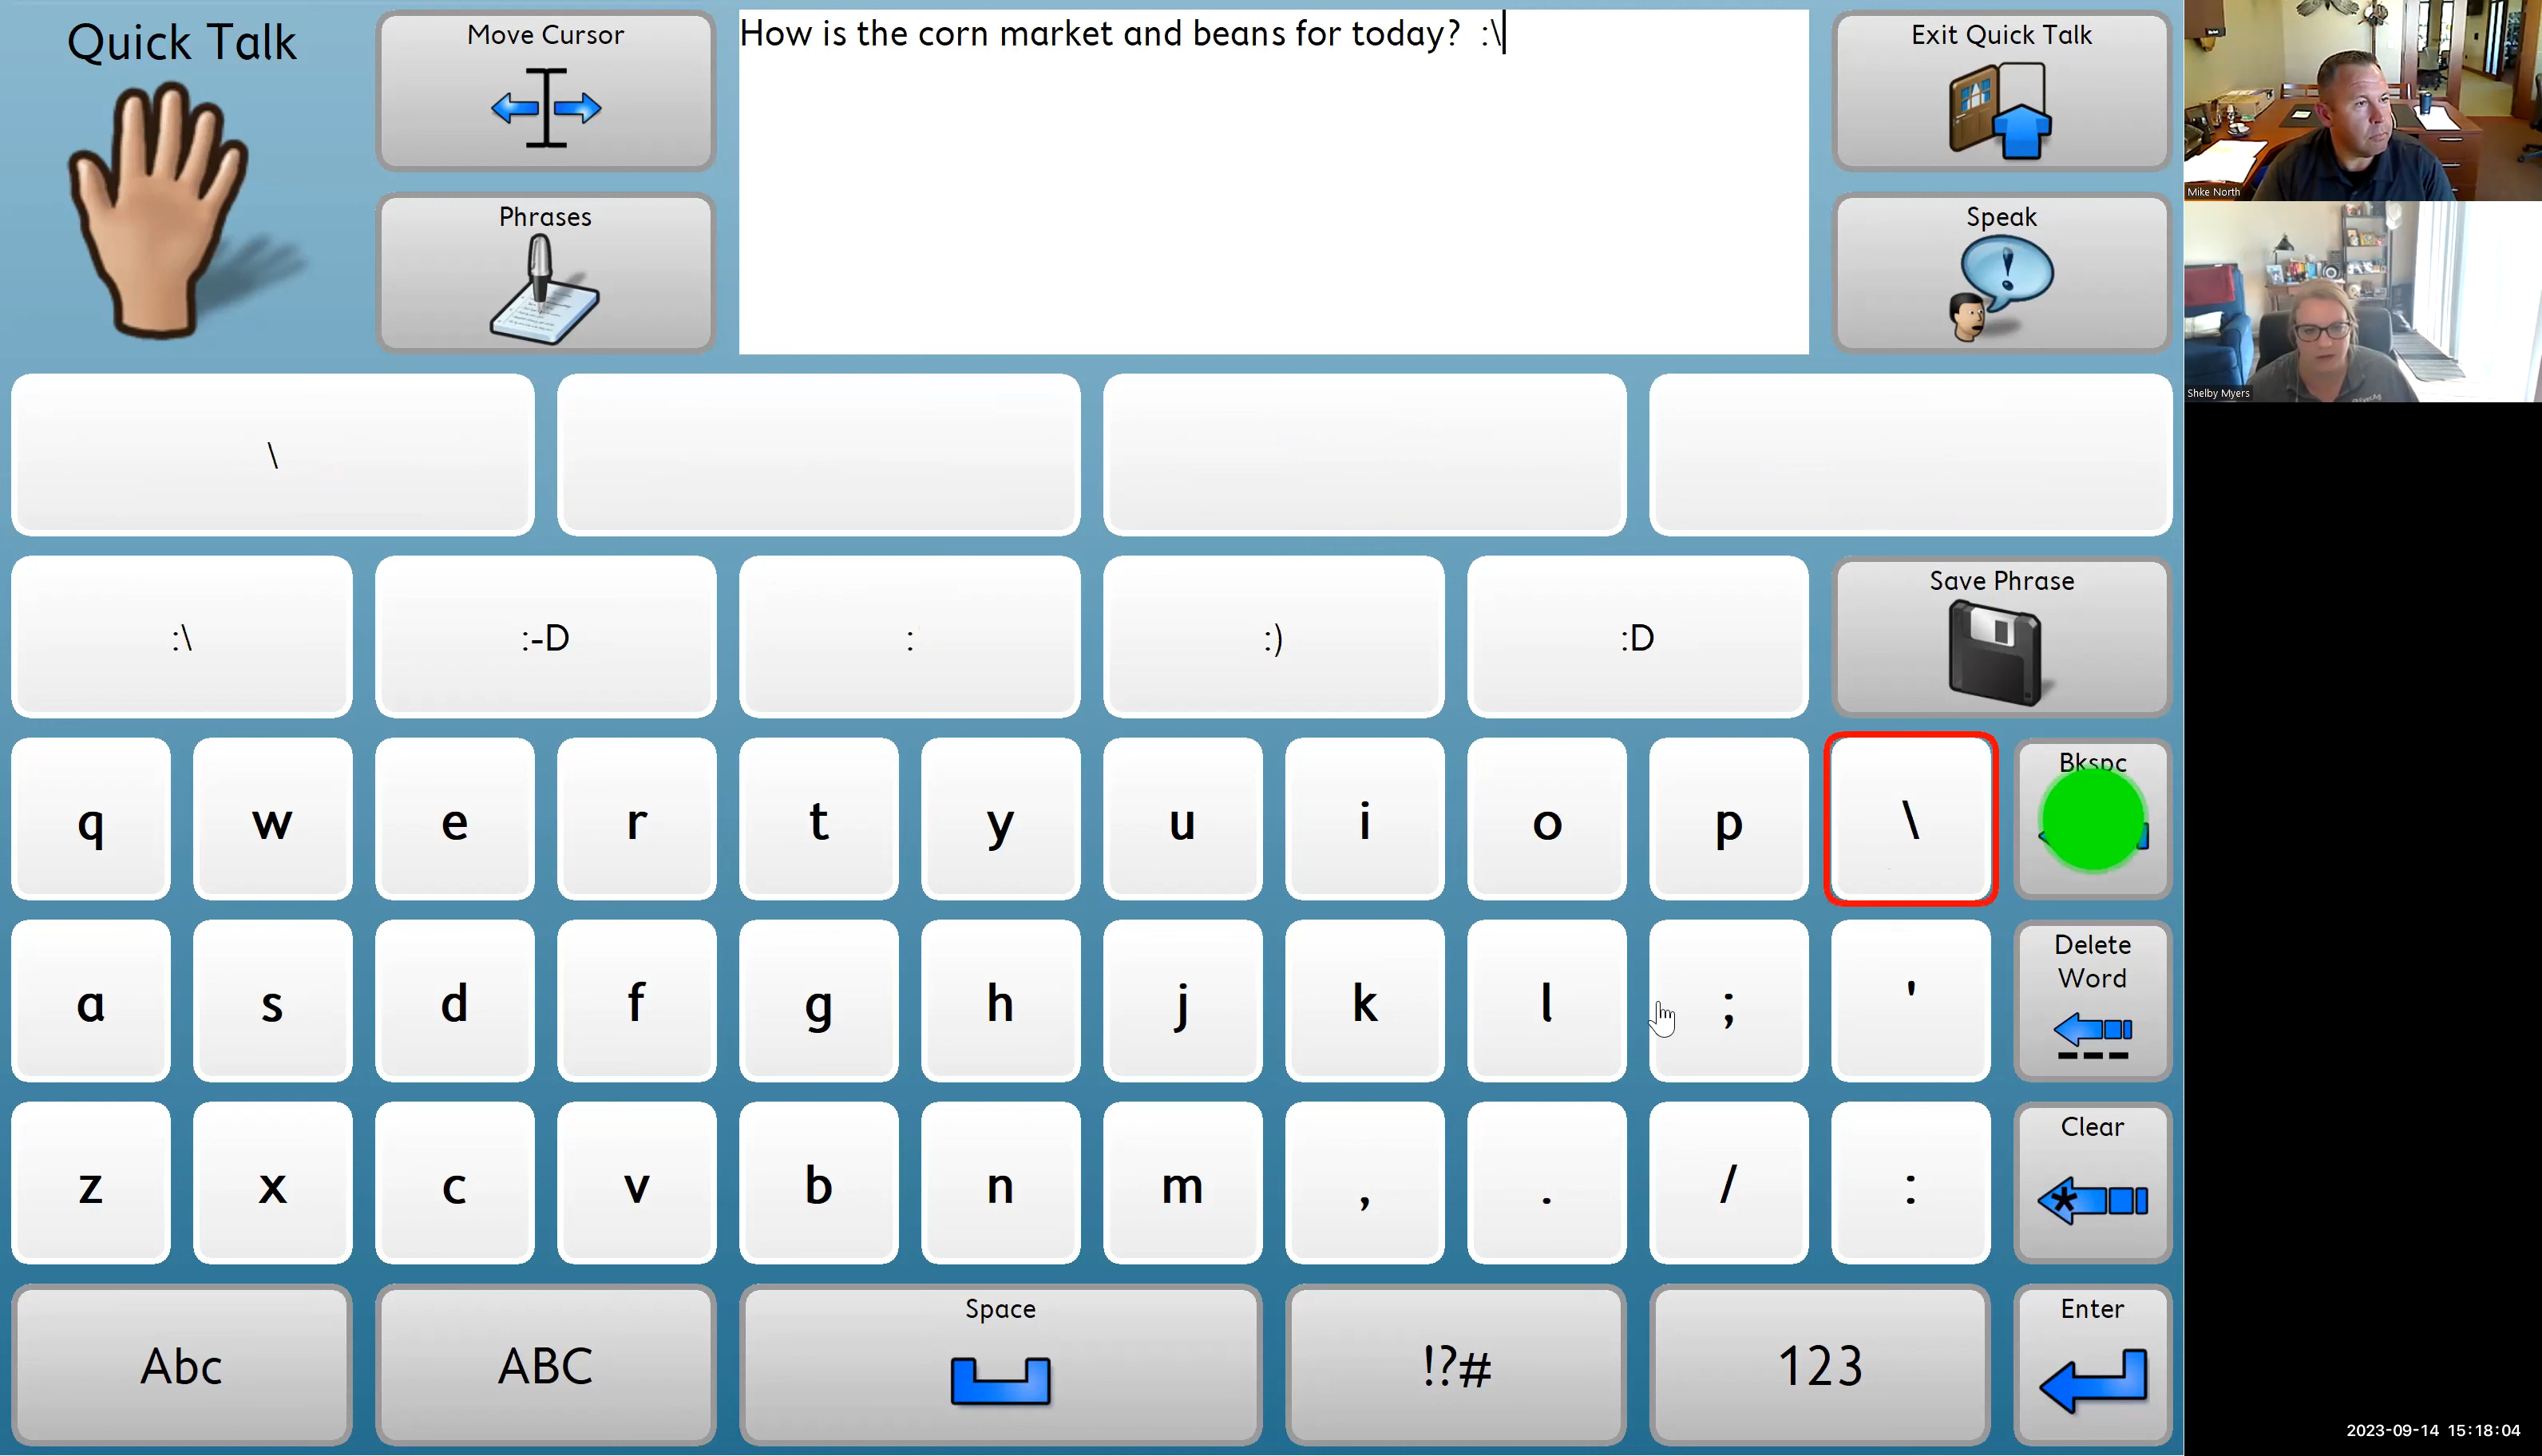 Quick Talk
Move Cursor
How is the corn market and beans for today?  :\
Exit Quick Talk
Phrases
Speak
Mike North
Shelby Myers
\
:\ :-D : :) :D
Save Phrase
q w e r t y u i o p \
Bkspc
a s d f g h j k l ; '
Delete
Word
z x c v b n m , . / :
Clear
Abc ABC
Space
!?# 123
Enter
2023-09-14 15:18:04